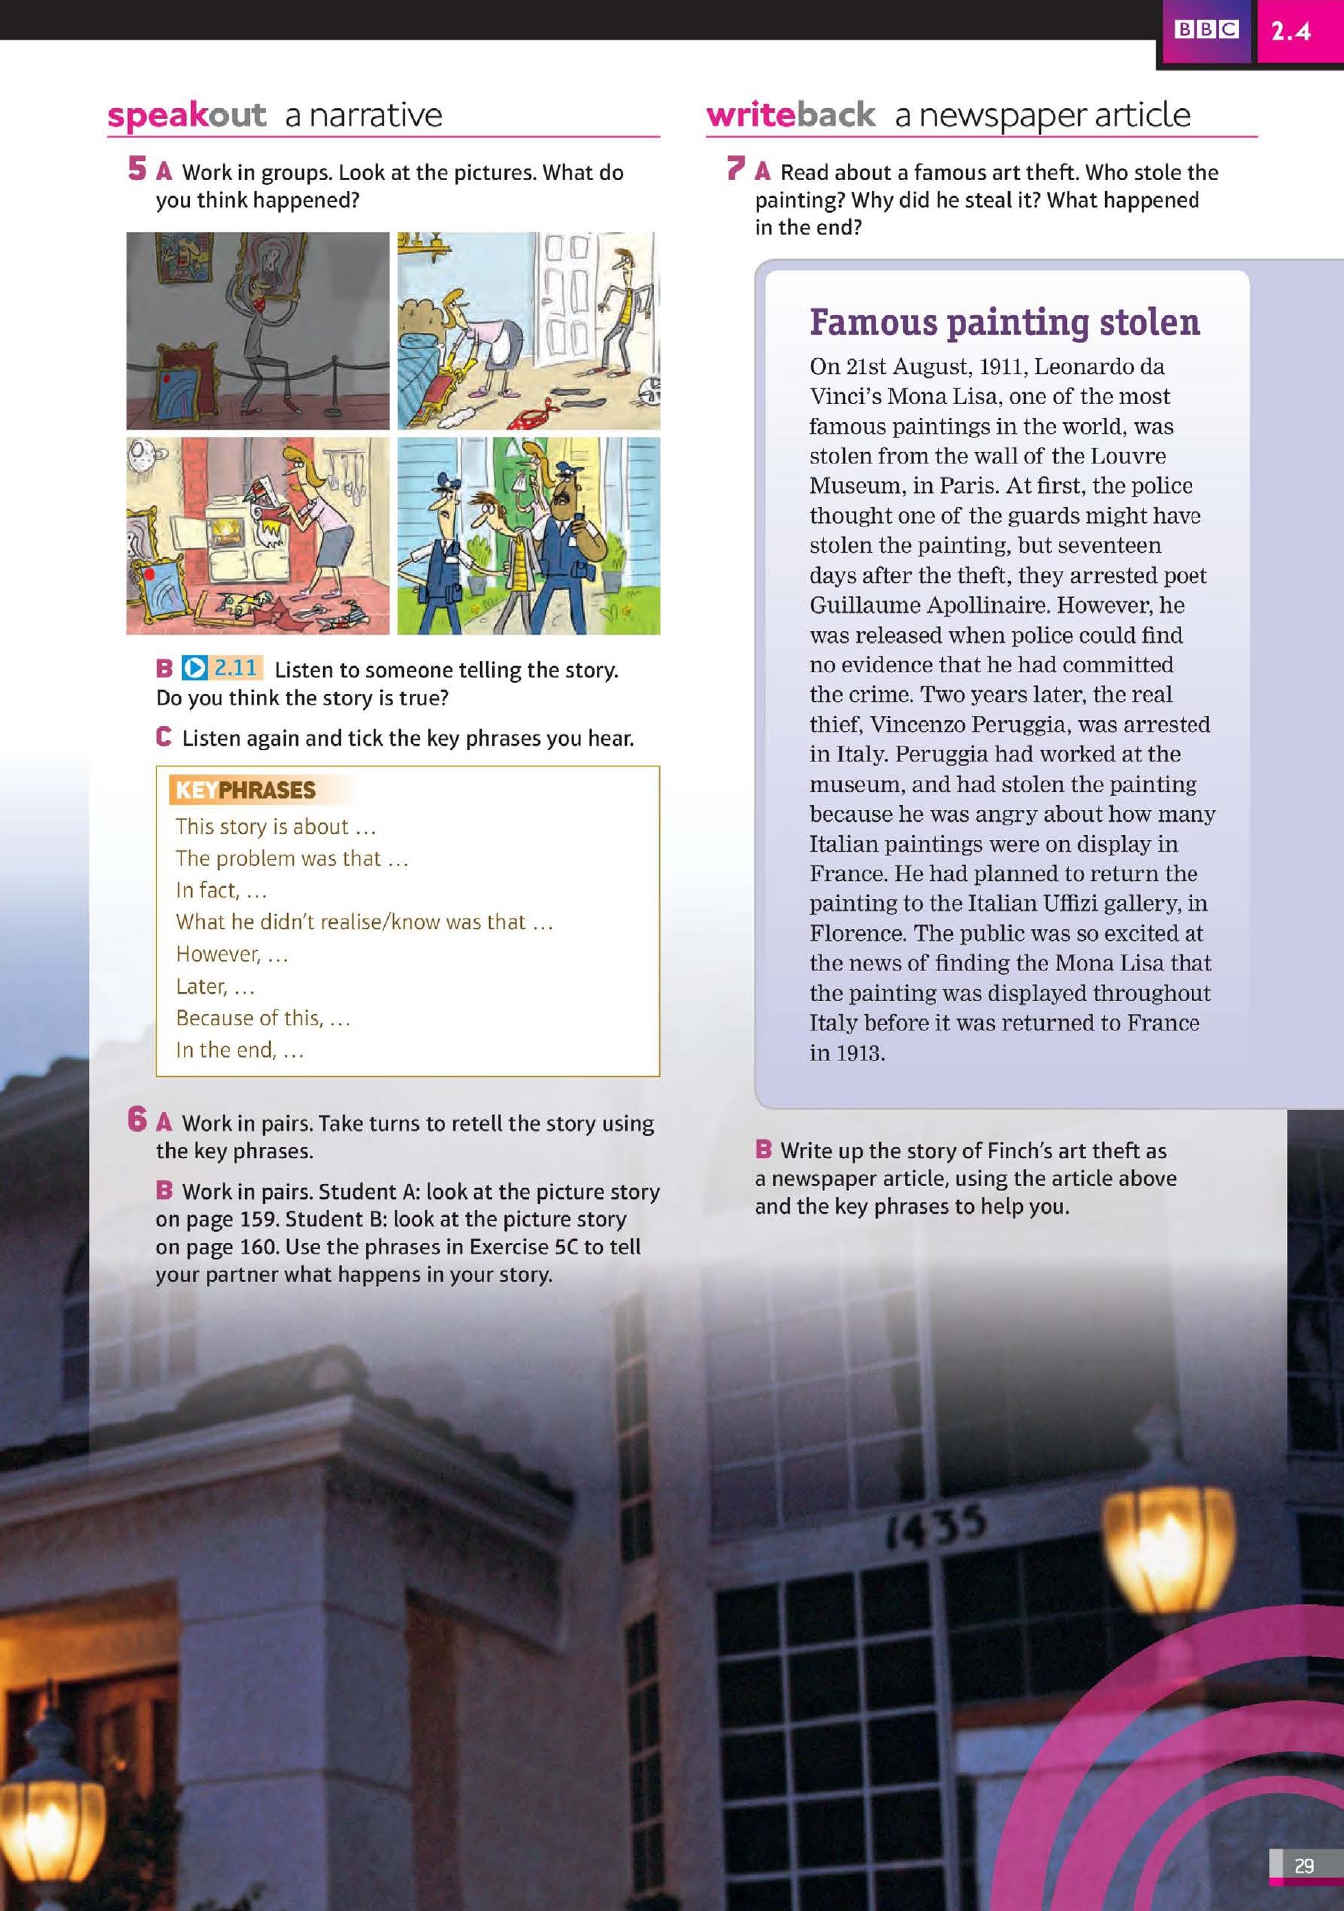 BBC 2.4
speakout a narrative
5 A Work in groups. Look at the pictures. What do
you think happened?
B 2.11 Listen to someone telling the story.
Do you think the story is true?
C Listen again and tick the key phrases you hear.
KEYPHRASES
This story is about ...
The problem was that ...
In fact, ...
What he didn't realise/know was that ...
However, ...
Later, ...
Because of this, ...
In the end, ...
6 A Work in pairs. Take turns to retell the story using
the key phrases.
B Work in pairs. Student A: look at the picture story
on page 159. Student B: look at the picture story
on page 160. Use the phrases in Exercise 5C to tell
your partner what happens in your story.
writeback a newspaper article
7 A Read about a famous art theft. Who stole the
painting? Why did he steal it? What happened
in the end?
Famous painting stolen
On 21st August, 1911, Leonardo da
Vinci's Mona Lisa, one of the most
famous paintings in the world, was
stolen from the wall of the Louvre
Museum, in Paris. At first, the police
thought one of the guards might have
stolen the painting, but seventeen
days after the theft, they arrested poet
Guillaume Apollinaire. However, he
was released when police could find
no evidence that he had committed
the crime. Two years later, the real
thief, Vincenzo Peruggia, was arrested
in Italy. Peruggia had worked at the
museum, and had stolen the painting
because he was angry about how many
Italian paintings were on display in
France. He had planned to return the
painting to the Italian Uffizi gallery, in
Florence. The public was so excited at
the news of finding the Mona Lisa that
the painting was displayed throughout
Italy before it was returned to France
in 1913.
B Write up the story of Finch's art theft as
a newspaper article, using the article above
and the key phrases to help you.
1435
29